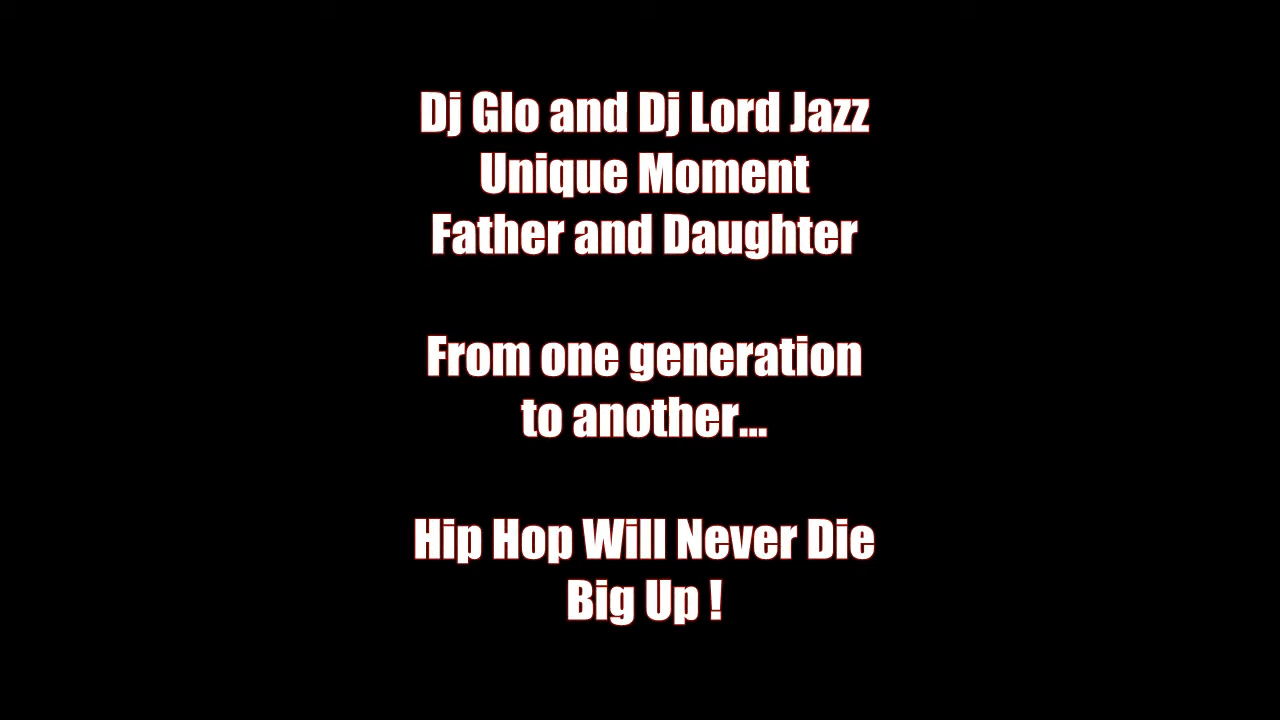 Dj Glo and Dj Lord Jazz
Unique Moment
Father and Daughter
From one generation
to another...
Hip Hop Will Never Die
Big Up !